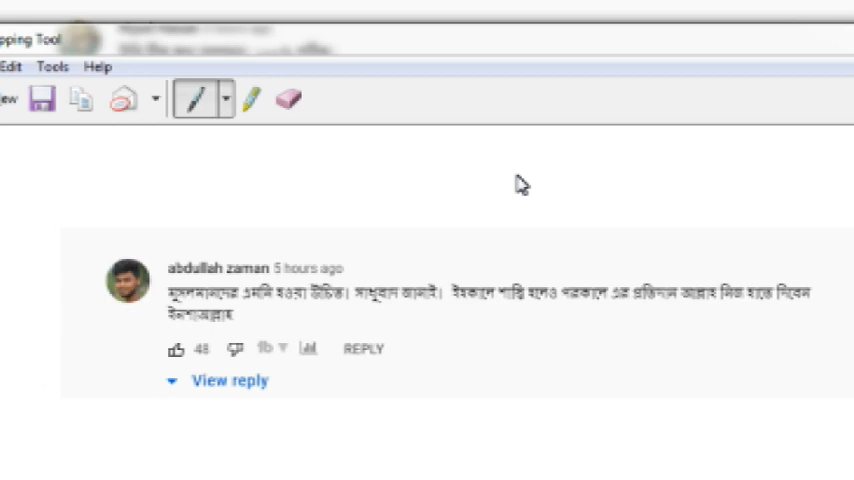 pping Tool
Edit Tools Help
ew
abdullah zaman 5 hours ago
মুসলমানদের এমনি হওয়া উচিত। সাধুবাদ জানাই। ইহকালে শাস্তি হলেও পরকালে এর প্রতিদান আল্লাহ নিজ হাতে দিবেন
ইনশাআল্লাহ
48 REPLY
View reply